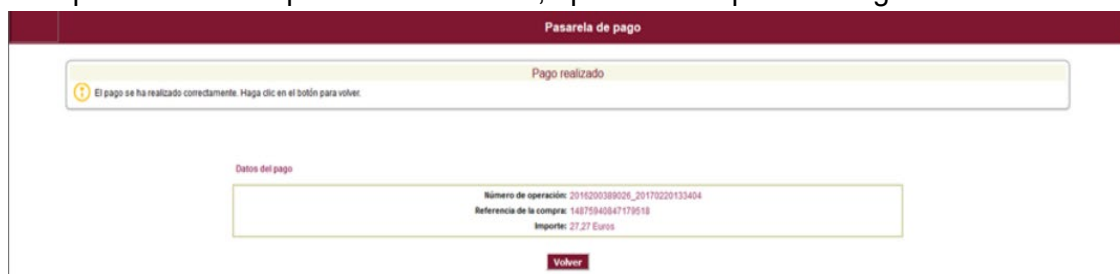 Pasarela de pago
Pago realizado
El pago se ha realizado correctamente. Haga clic en el botón para volver.
Datos del pago
Número de operación: 2016200389026_20170220133404
Referencia de la compra: 14875940847179518
Importe: 27,27 Euros
Volver